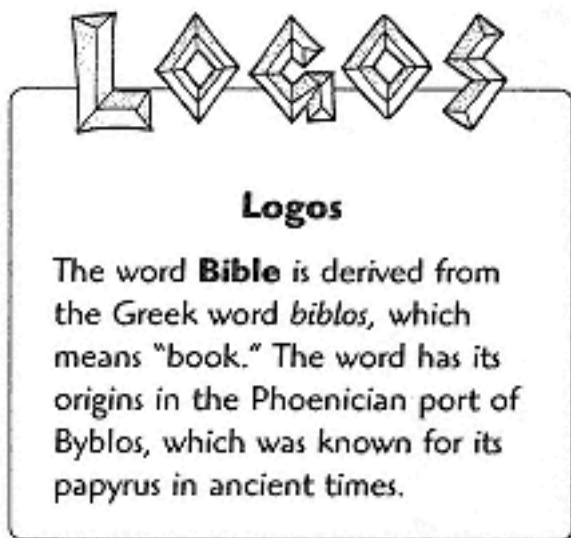 LOGOS
Logos
The word Bible is derived from
the Greek word biblos, which
means "book." The word has its
origins in the Phoenician port of
Byblos, which was known for its
papyrus in ancient times.